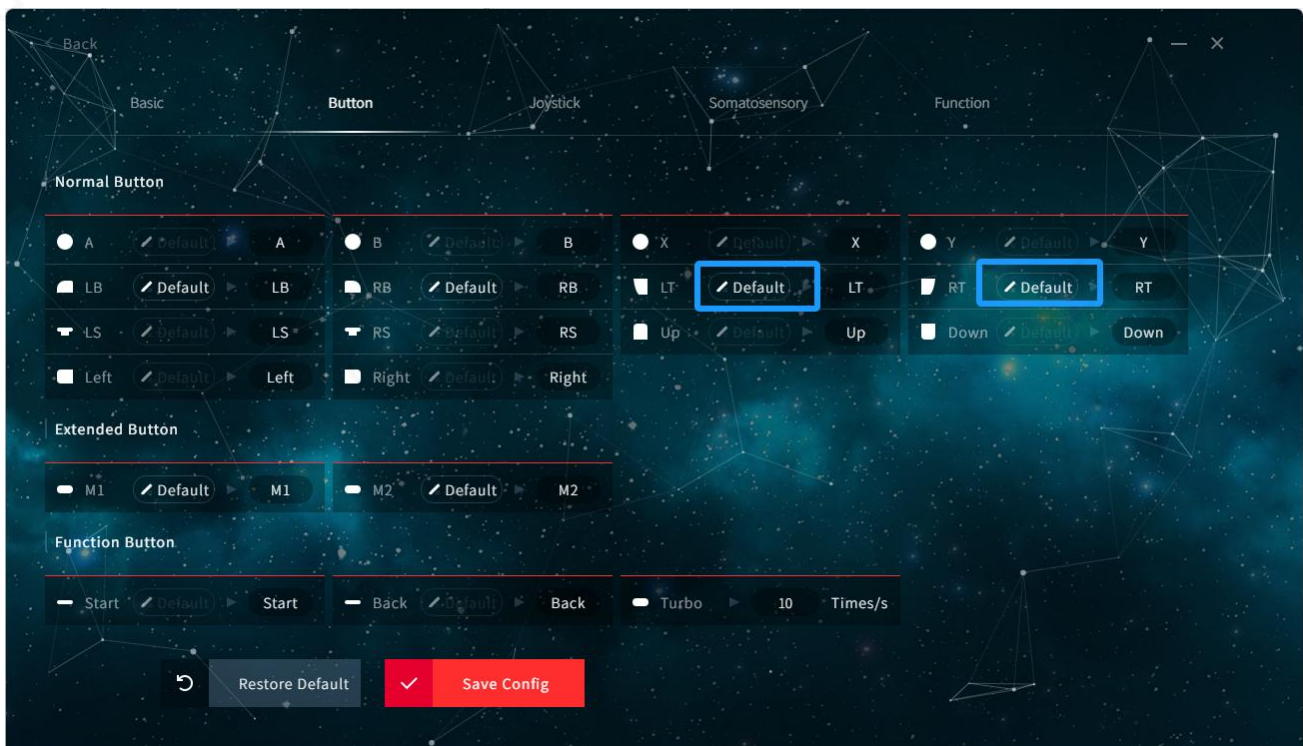 Back
Basic Button Joystick Somatosensory Function
Normal Button
A Default A B Default B X Default X Y Default Y
LB Default LB RB Default RB LT Default LT RT Default RT
LS Default LS RS Default RS Up Default Up Down Default Down
Left Default Left Right Default Right
Extended Button
M1 Default M1 M2 Default M2
Function Button
Start Default Start Back Default Back Turbo 10 Times/s
Restore Default Save Config